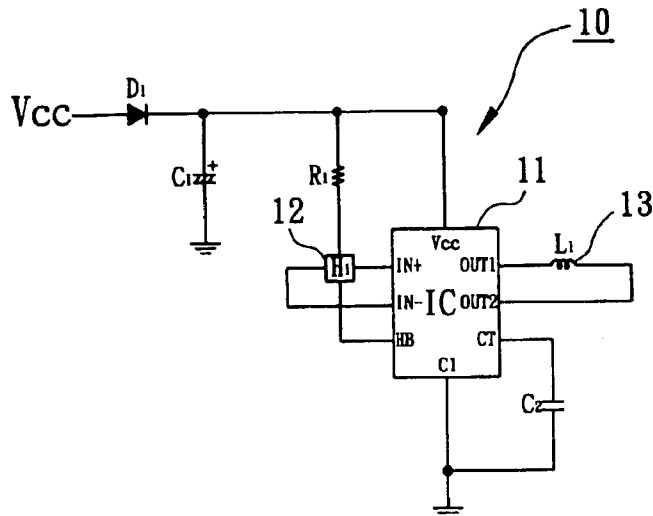 10
D1
Vcc
C1 +
R1
11
12
13
Vcc
L1
H1
IN+ OUT1
IN- IC OUT2
HB CT
C1
C2